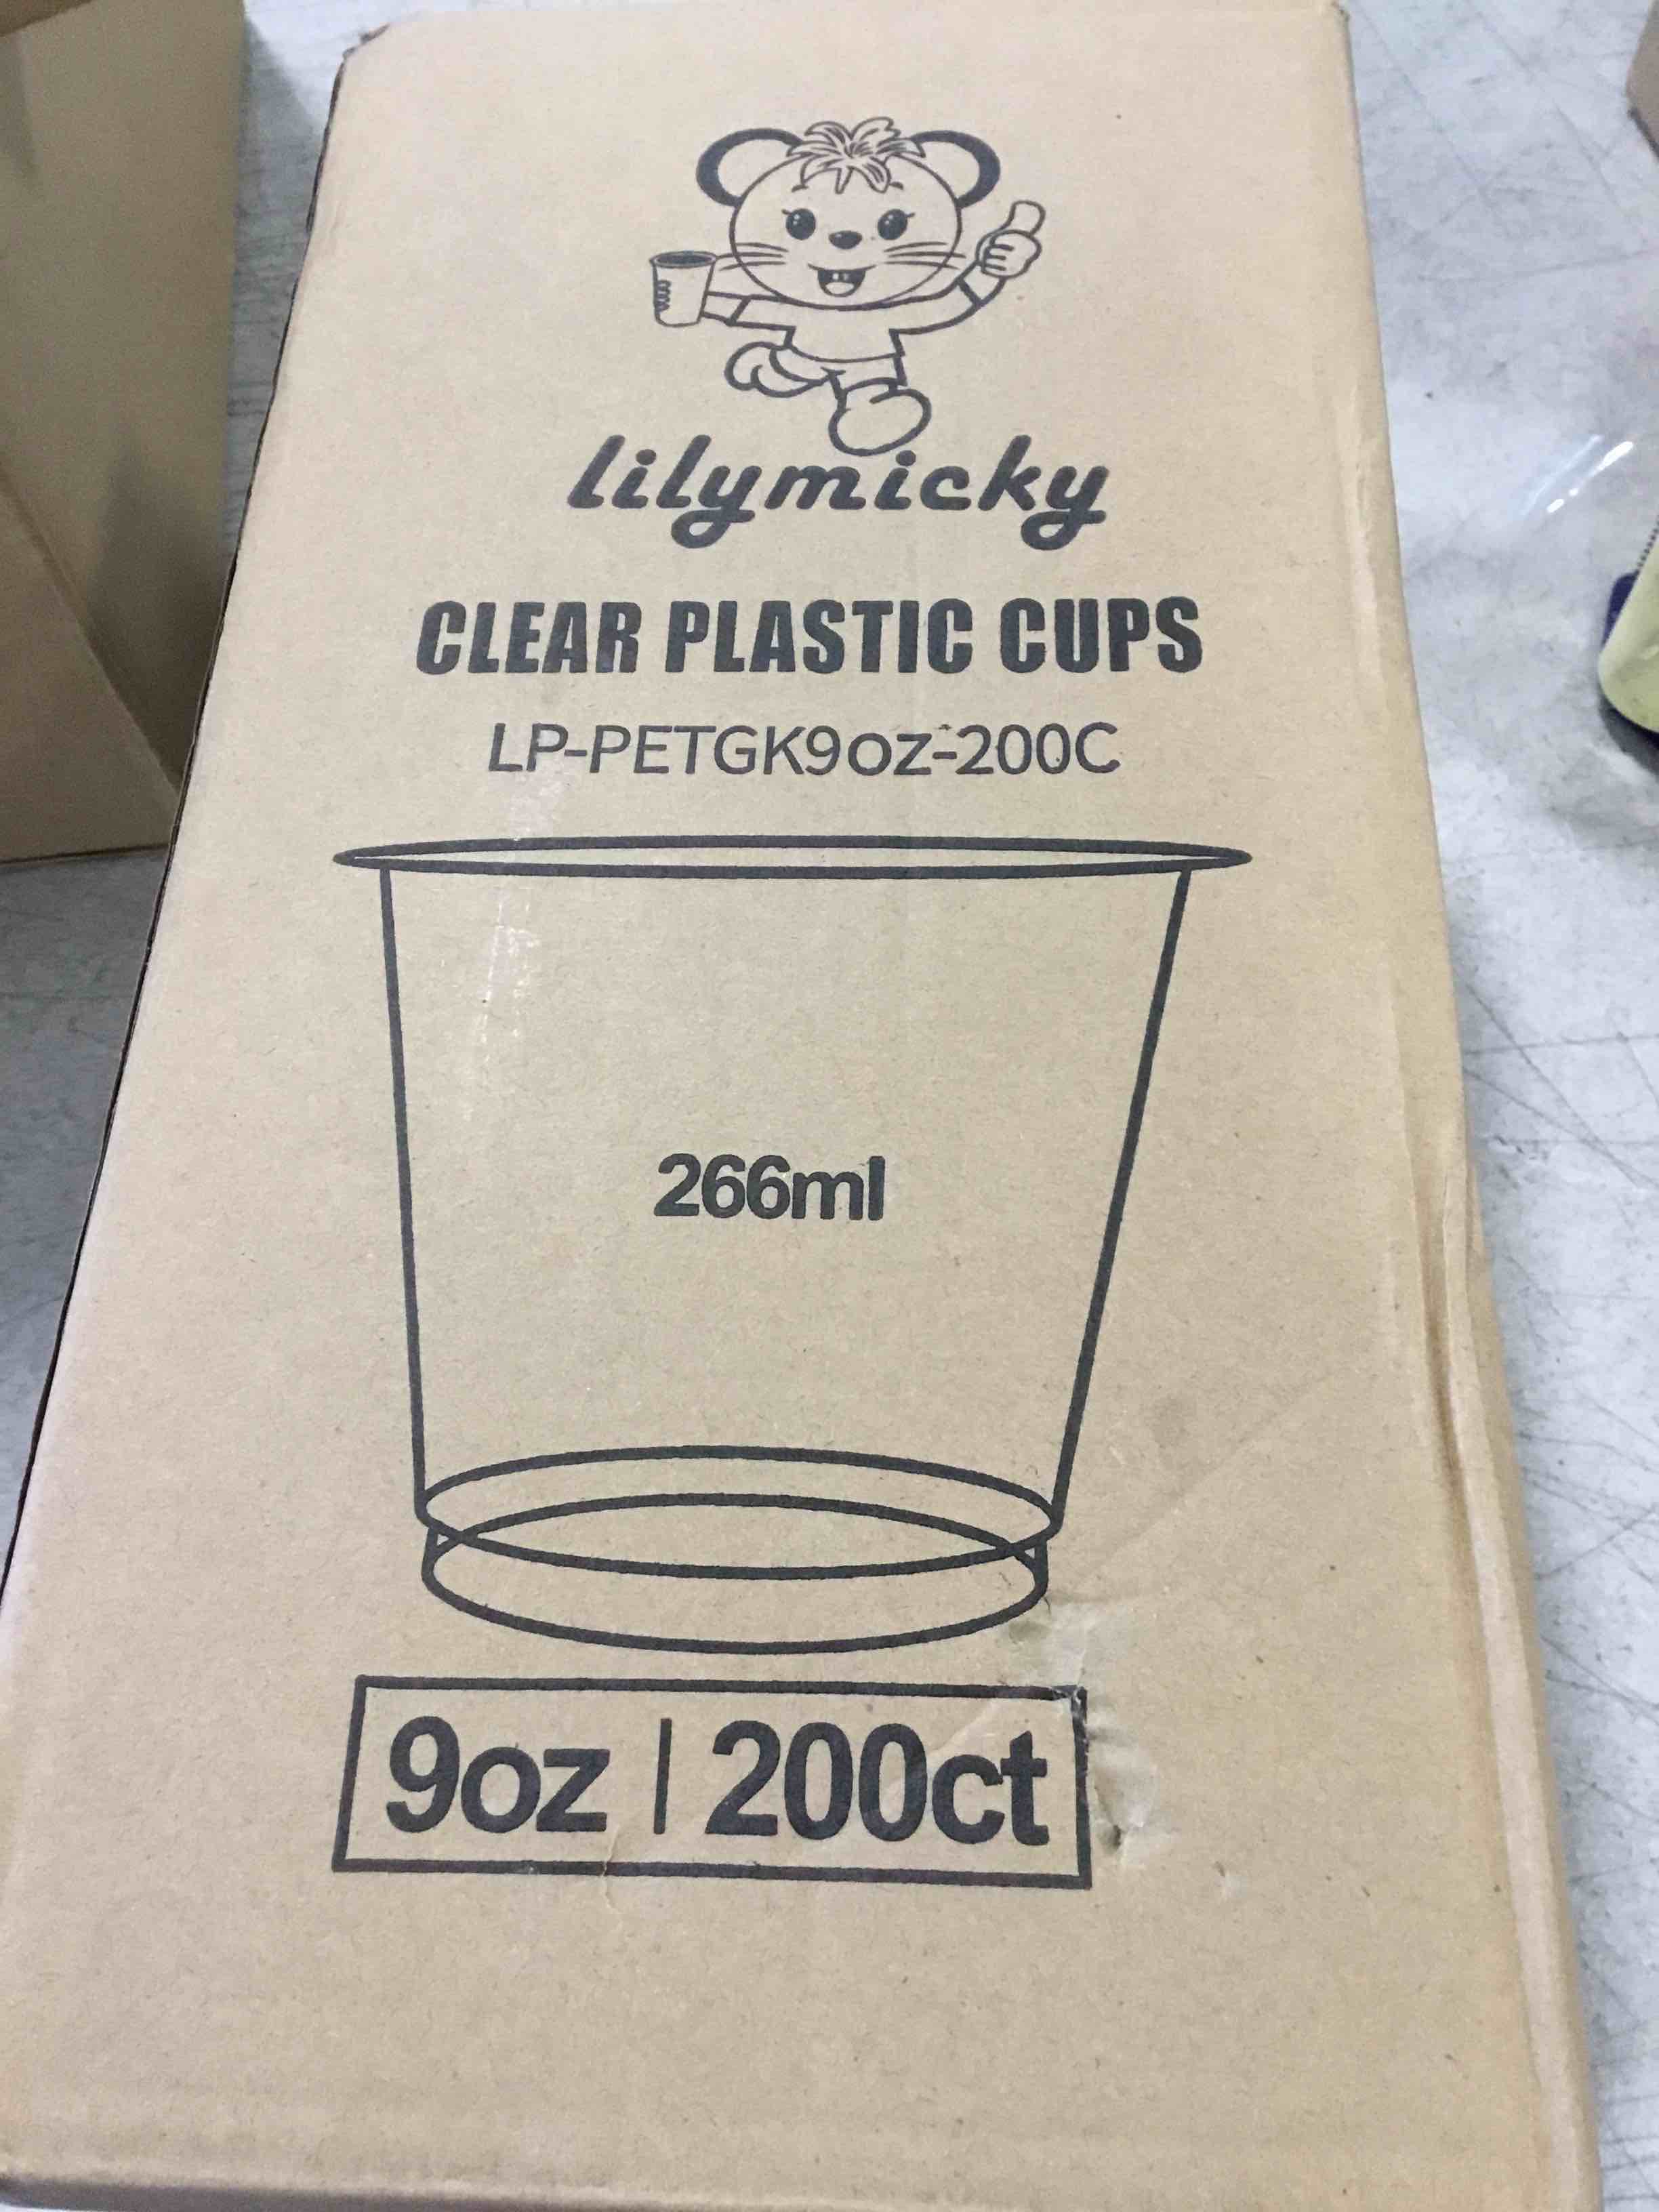 lilymicky
CLEAR PLASTIC CUPS
LP-PETGK9oz-200C
266ml
9oz | 200ct